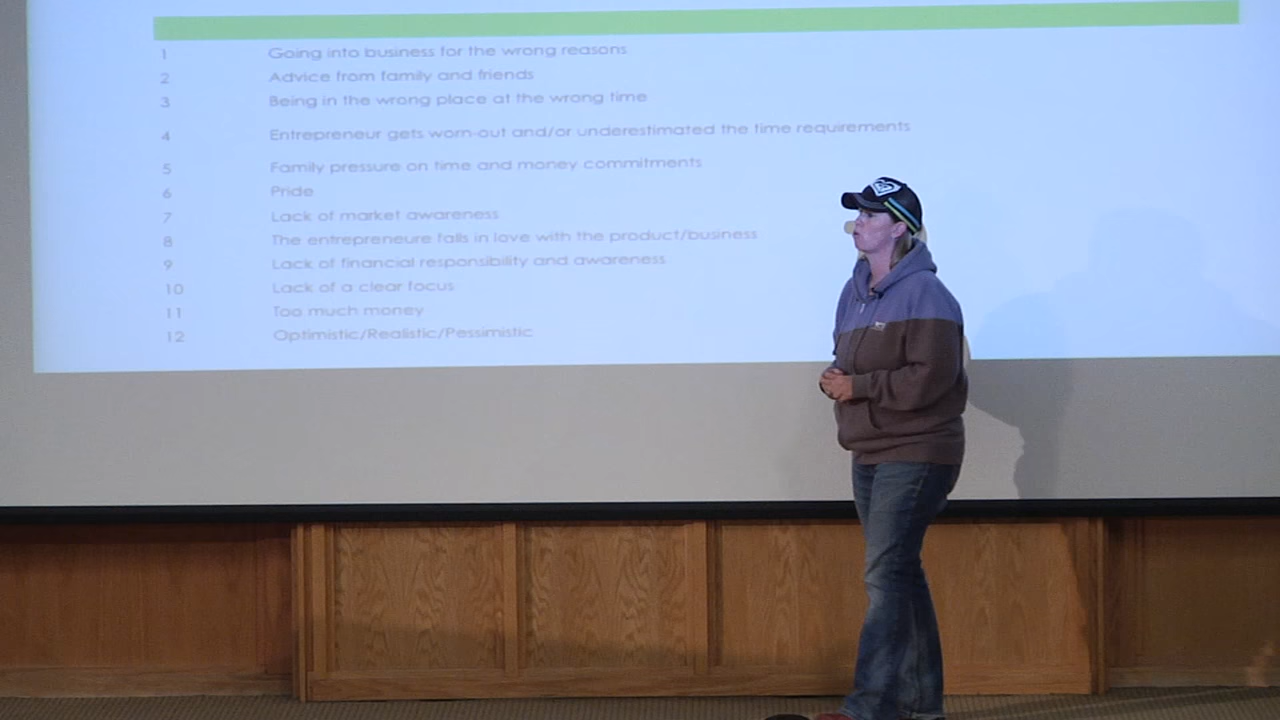 1 Going into business for the wrong reasons
2 Advice from family and friends
3 Being in the wrong place at the wrong time
4 Entrepreneur gets worn-out and/or underestimated the time requirements
5 Family pressure on time and money commitments
6 Pride
7 Lack of market awareness
8 The entrepreneure falls in love with the product/business
9 Lack of financial responsibility and awareness
10 Lack of a clear focus
11 Too much money
12 Optimistic/Realistic/Pessimistic